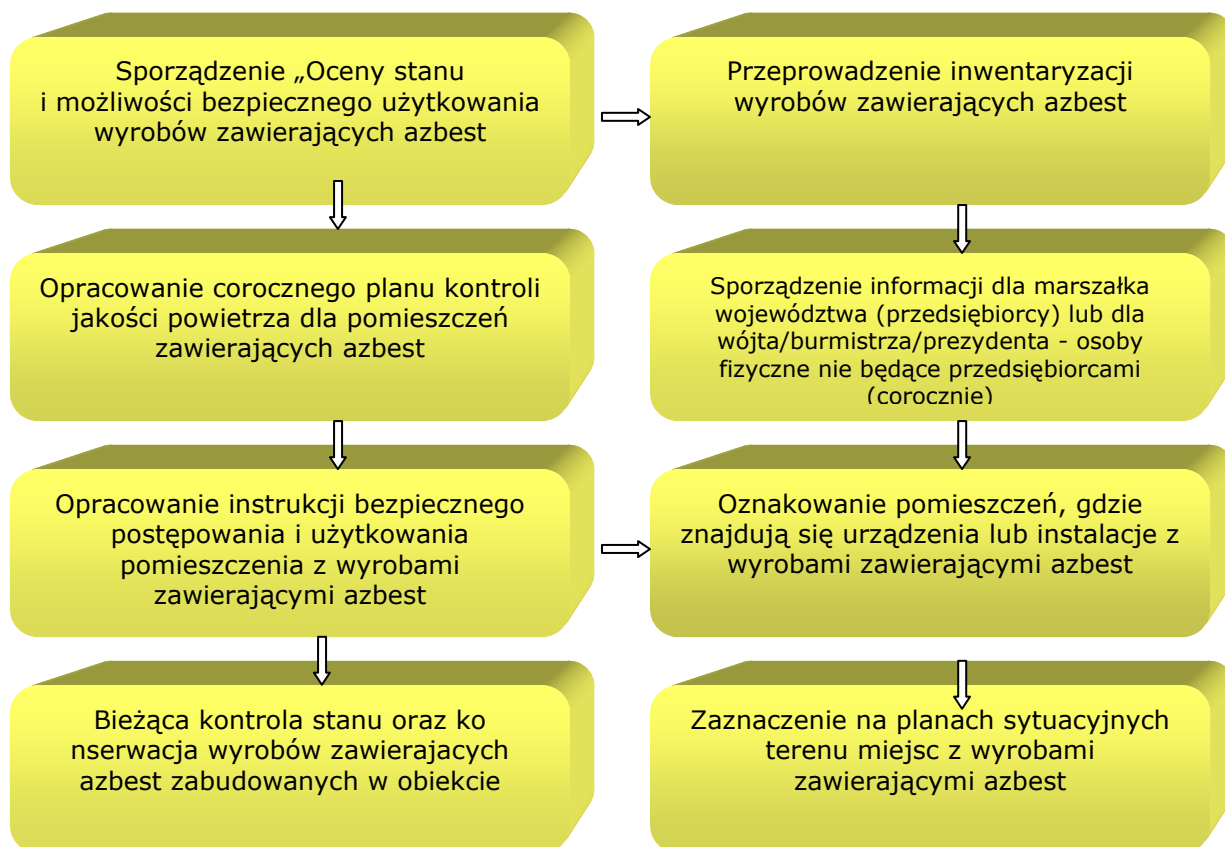 Sporządzenie „Oceny stanu
i możliwości bezpiecznego użytkowania
wyrobów zawierających azbest
Przeprowadzenie inwentaryzacji
wyrobów zawierających azbest
Opracowanie corocznego planu kontroli
jakości powietrza dla pomieszczeń
zawierających azbest
Sporządzenie informacji dla marszałka
województwa (przedsiębiorcy) lub dla
wójta/burmistrza/prezydenta - osoby
fizyczne nie będące przedsiębiorcami
(corocznie)
Opracowanie instrukcji bezpiecznego
postępowania i użytkowania
pomieszczenia z wyrobami
zawierającymi azbest
Oznakowanie pomieszczeń, gdzie
znajdują się urządzenia lub instalacje z
wyrobami zawierającymi azbest
Bieżąca kontrola stanu oraz ko
nserwacja wyrobów zawierajacych
azbest zabudowanych w obiekcie
Zaznaczenie na planach sytuacyjnych
terenu miejsc z wyrobami
zawierającymi azbest